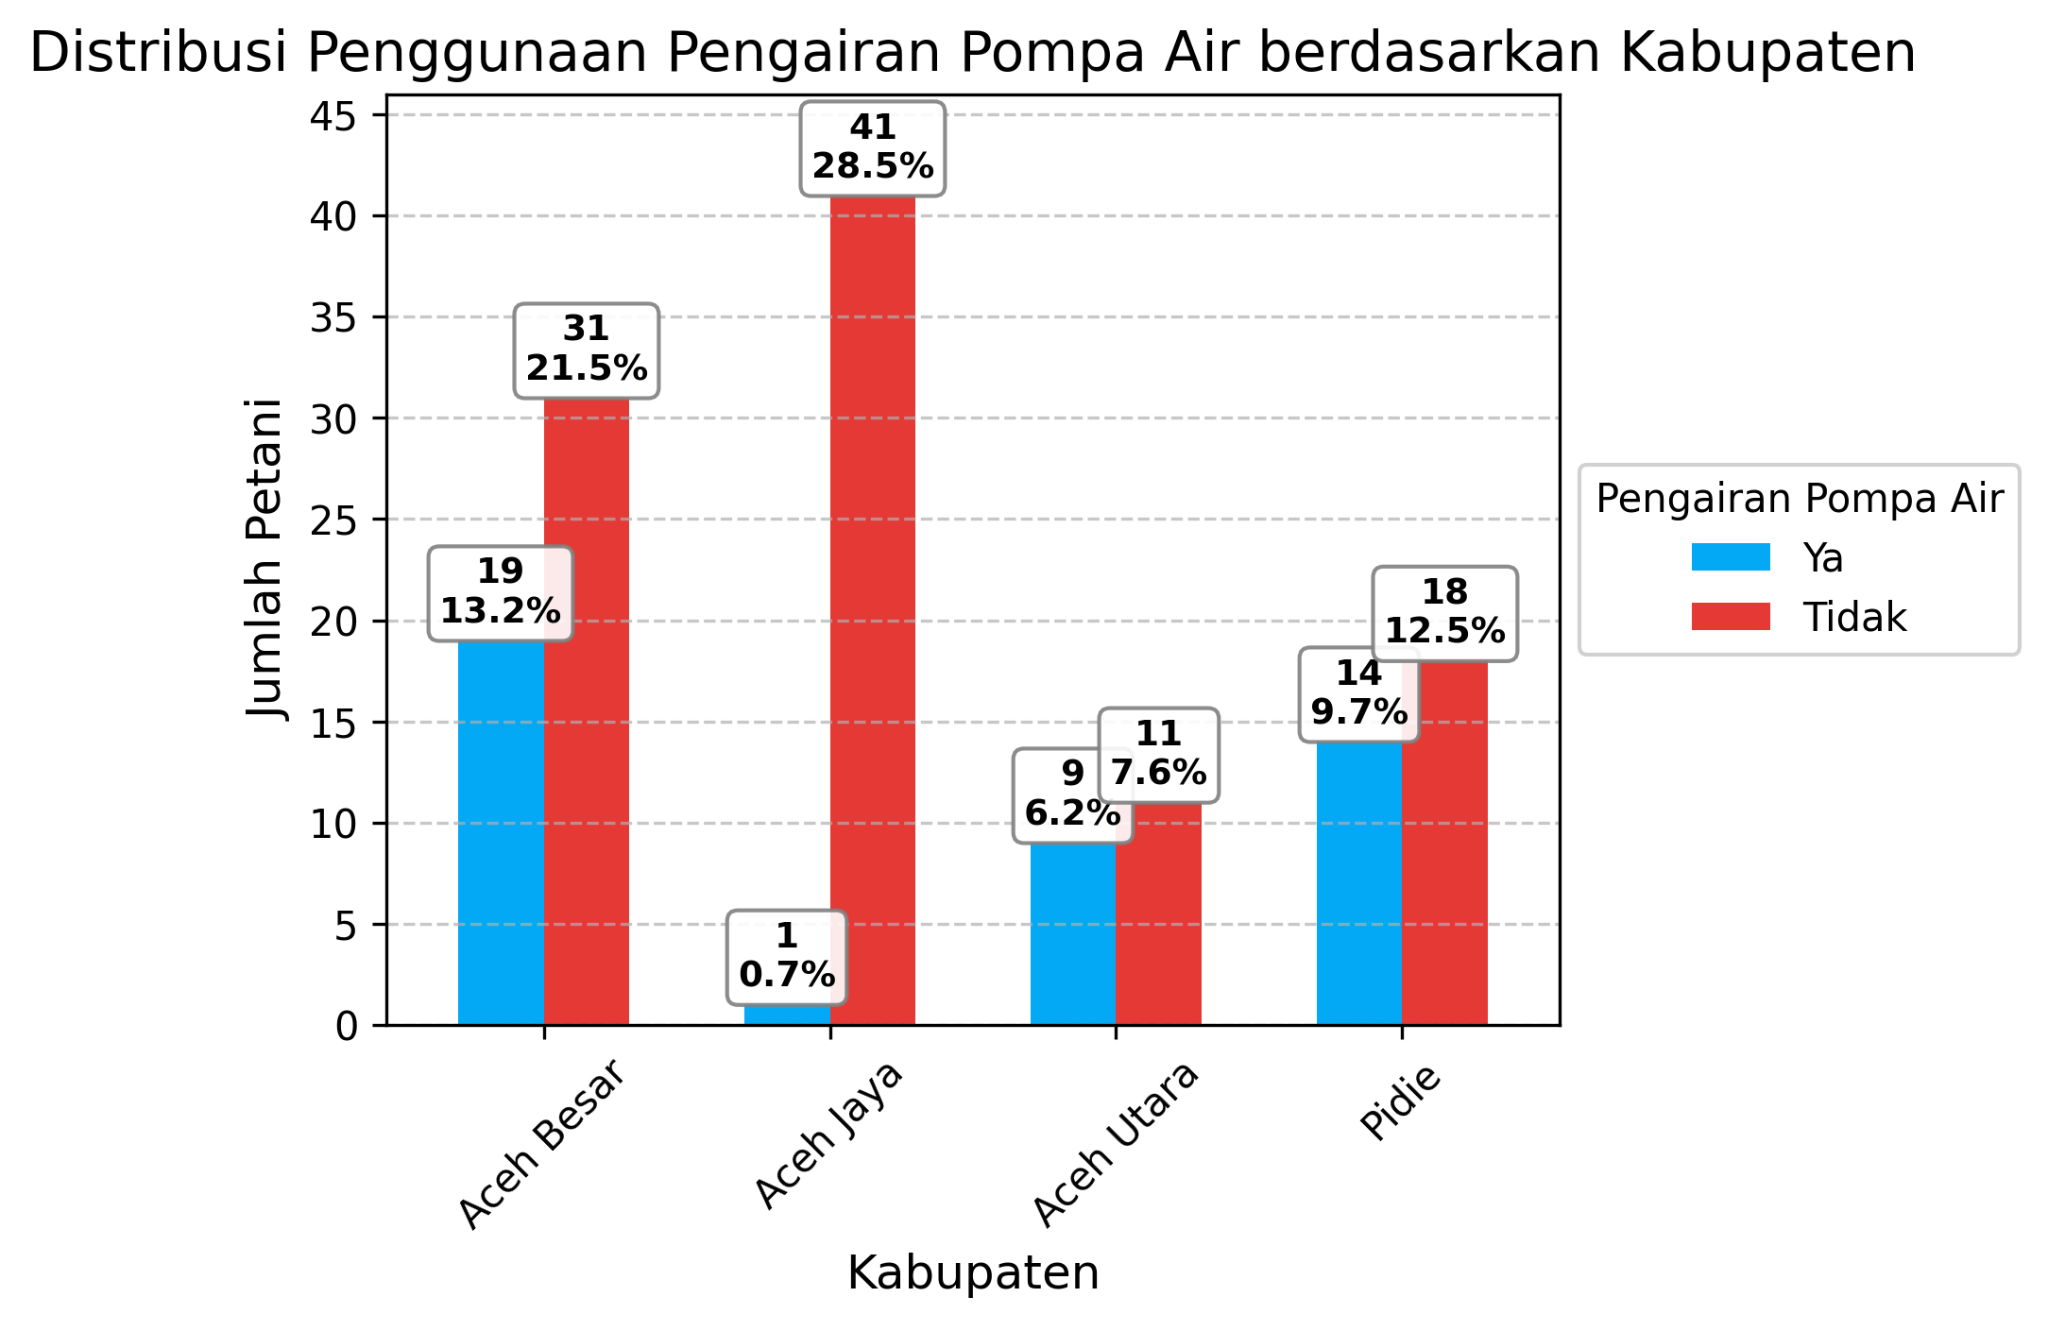 Distribusi Penggunaan Pengairan Pompa Air berdasarkan Kabupaten
Jumlah Petani
45
40
35
30
25
20
15
10
5
0
19
13.2%
31
21.5%
1
0.7%
41
28.5%
9
6.2%
11
7.6%
14
9.7%
18
12.5%
Aceh Besar
Aceh Jaya
Aceh Utara
Pidie
Kabupaten
Pengairan Pompa Air
Ya
Tidak